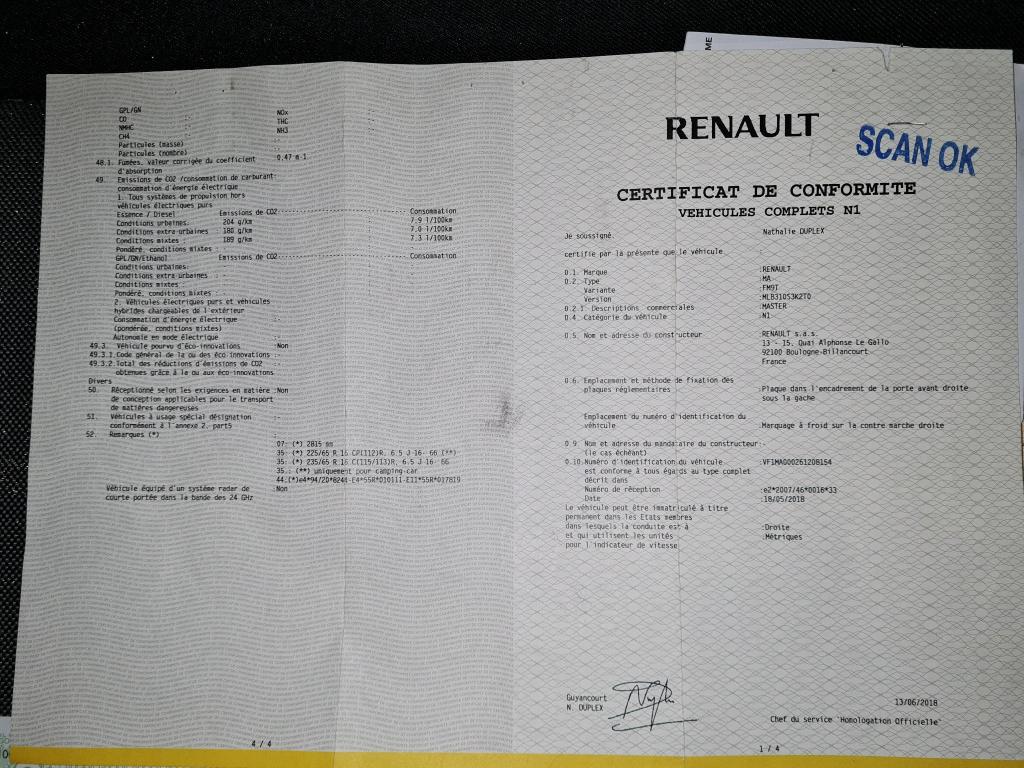 ME
GPL/GN
CO
NMHC
CH4
Particules (masse)
Particules (nombre)
NOx
THC
NH3
48.1. Fumées, valeur corrigée du coefficient d'absorption
0.47 m-1
49. Emissions de CO2 /consommation de carburant:
consommation d'énergie électrique
1. Tous systèmes de propulsion hors
véhicules électriques purs
Essence / Diesel Emissions de CO2 Consommation
Conditions urbaines: 204 g/km 7.9 l/100km
Conditions extra-urbaines 180 g/km 7.0 l/100km
Conditions mixtes : 189 g/km 7.3 l/100km
Pondéré, conditions mixtes :
GPL/GN/Ethanol Emissions de CO2 Consommation
Conditions urbaines:
Conditions extra-urbaines :
Conditions mixtes :
Pondéré, conditions mixtes : -
2. Véhicules électriques purs et véhicules
hybrides chargeables de l'extérieur
Consommation d'énergie électrique
(pondérée, conditions mixtes)
Autonomie en mode électrique
49.3. Véhicule pourvu d'éco-innovations :Non
49.3.1.Code général de la ou des éco-innovations :-
49.3.2.Total des réductions d'émissions de CO2
obtenues grâce à la ou aux éco-innovations
Divers
50. Réceptionné selon les exigences en matière :Non
de conception applicables pour le transport
de matières dangereuses
51. Véhicules à usage spécial désignation :-
conformément à l'annexe 2, part5
52. Remarques (*)
07: (*) 2815 mm
35: (*) 225/65 R 16 CP(112)R, 6.5 J 16- 66 (**)
35: (*) 235/65 R 16 C(115/113)R, 6.5 J 16- 66
35.: (**) uniquement pour camping-car
44:(*)e4*94/20*8244-E4*55R*010111-E11*55R*017819
Véhicule équipé d'un système radar de :Non
courte portée dans la bande des 24 GHz
4 / 4
RENAULT
SCAN OK
CERTIFICAT DE CONFORMITE
VEHICULES COMPLETS N1
Je soussigné. Nathalie DUPLEX
certifie par la présente que le véhicule
0.1. Marque :RENAULT
0.2. Type :MA
Variante :FM9T
Version :MLB310S3K2T0
0.2.1 Descriptions commerciales :MASTER
0.4. Catégorie du véhicule :N1
0.5. Nom et adresse du constructeur :RENAULT s.a.s.
13 - 15, Quai Alphonse Le Gallo
92100 Boulogne-Billancourt
France
0.6. Emplacement et méthode de fixation des
plaques réglementaires :Plaque dans l'encadrement de la porte avant droite
sous la gache
Emplacement du numéro d'identification du
véhicule :Marquage à froid sur la contre marche droite
0.9. Nom et adresse du mandataire du constructeur:-
(le cas échéant)
0.10.Numéro d'identification du véhicule :VF1MA000261208154
est conforme à tous égards au type complet
décrit dans
Numéro de réception :e2*2007/46*0016*33
Date :18/05/2018
Le véhicule peut être immatriculé à titre
permanent dans les Etats membres
dans lesquels la conduite est à :Droite
et qui utilisent les unités :Métriques
pour l'indicateur de vitesse
Guyancourt
N. DUPLEX
13/06/2018
Chef du service "Homologation Officielle"
1 / 4